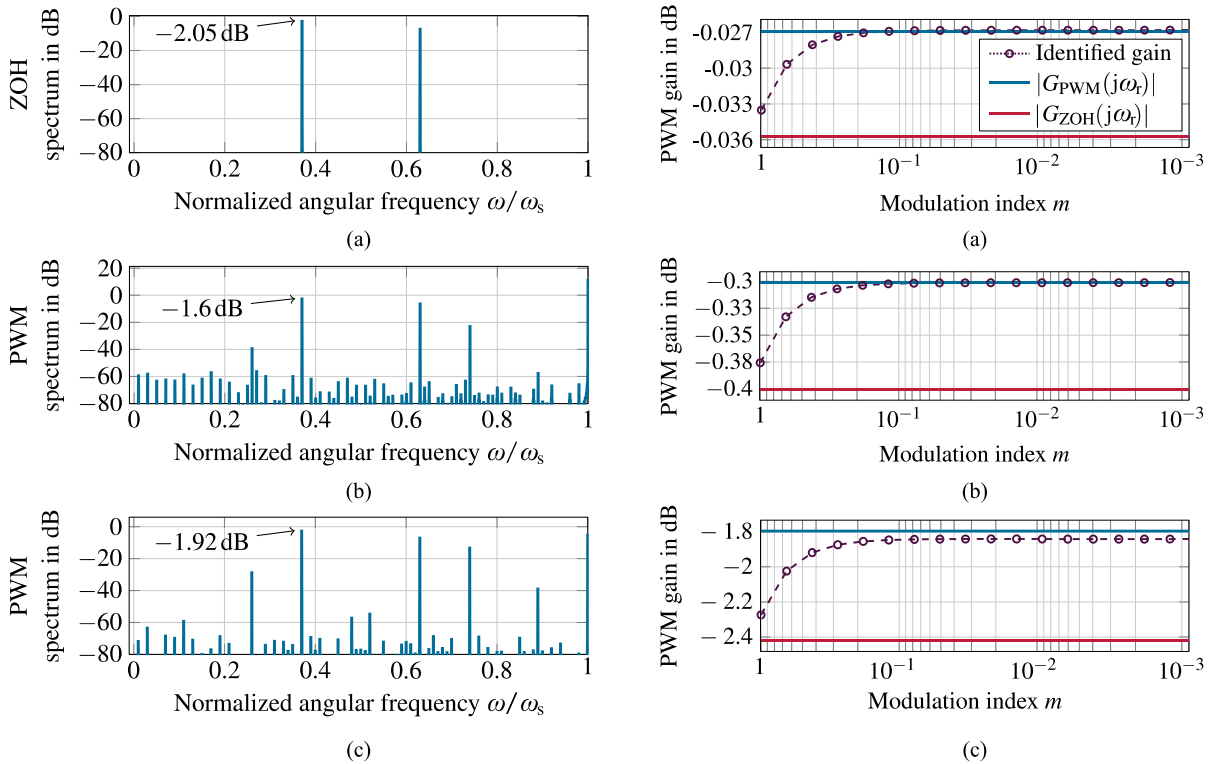 ZOH
spectrum in dB
0
−20
−40
−60
−80
−2.05 dB
0
0.2
0.4
0.6
0.8
1
Normalized angular frequency ω/ωs
(a)
PWM
spectrum in dB
20
0
−20
−40
−60
−80
−1.6 dB
0
0.2
0.4
0.6
0.8
1
Normalized angular frequency ω/ωs
(b)
PWM
spectrum in dB
0
−20
−40
−60
−80
−1.92 dB
0
0.2
0.4
0.6
0.8
1
Normalized angular frequency ω/ωs
(c)
PWM gain in dB
-0.027
-0.03
-0.033
-0.036
Identified gain
|GPWM(jωr)|
|GZOH(jωr)|
1
10−1
10−2
10−3
Modulation index m
(a)
PWM gain in dB
−0.3
−0.33
−0.35
−0.38
−0.4
1
10−1
10−2
10−3
Modulation index m
(b)
PWM gain in dB
− 1.8
−2
− 2.2
− 2.4
1
10−1
10−2
10−3
Modulation index m
(c)